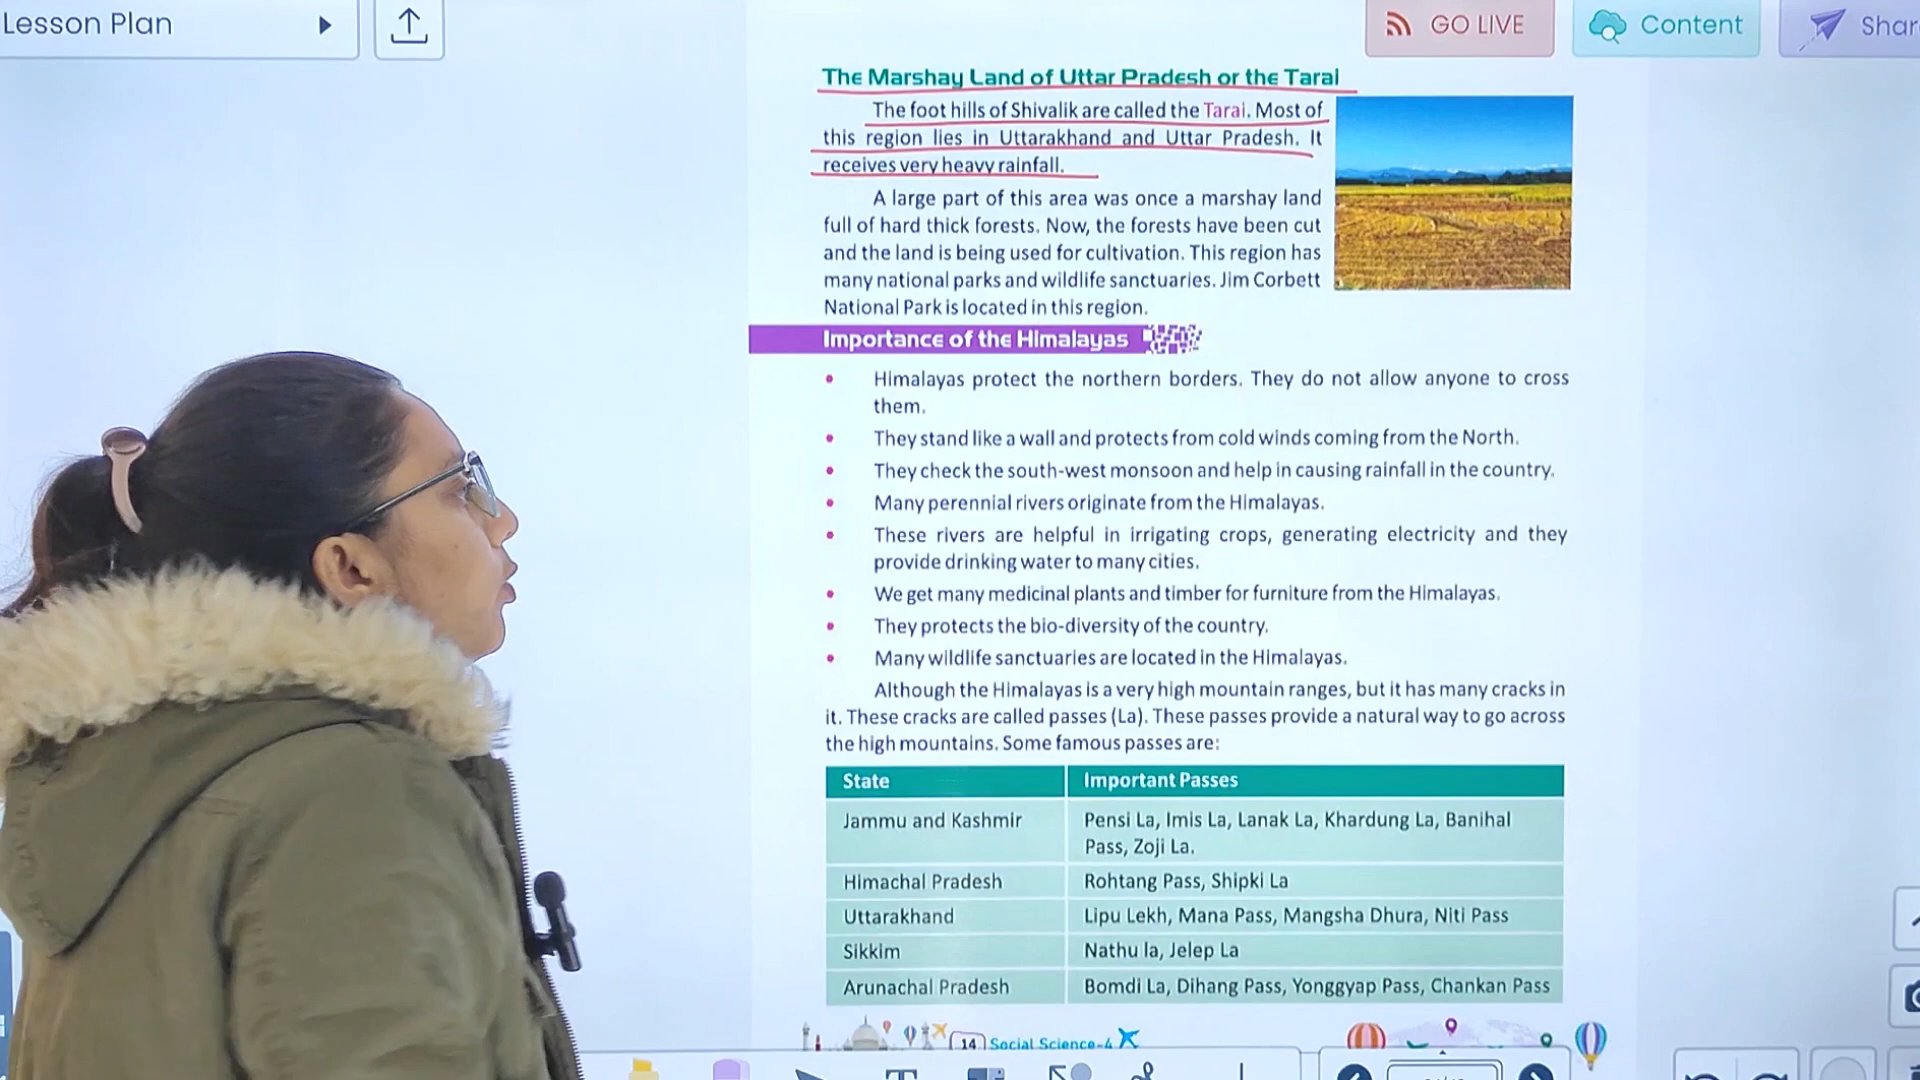 Lesson Plan
GO LIVE
Content
The Marshay Land of Uttar Pradesh or the Tarai
The foot hills of Shivalik are called the Tarai. Most of
this region lies in Uttarakhand and Uttar Pradesh. It
receives very heavy rainfall.
A large part of this area was once a marshay land
full of hard thick forests. Now, the forests have been cut
and the land is being used for cultivation. This region has
many national parks and wildlife sanctuaries. Jim Corbett
National Park is located in this region.
Importance of the Himalayas
• Himalayas protect the northern borders. They do not allow anyone to cross
them.
• They stand like a wall and protects from cold winds coming from the North.
• They check the south-west monsoon and help in causing rainfall in the country.
• Many perennial rivers originate from the Himalayas.
• These rivers are helpful in irrigating crops, generating electricity and they
provide drinking water to many cities.
• We get many medicinal plants and timber for furniture from the Himalayas.
• They protects the bio-diversity of the country.
• Many wildlife sanctuaries are located in the Himalayas.
Although the Himalayas is a very high mountain ranges, but it has many cracks in
it. These cracks are called passes (La). These passes provide a natural way to go across
the high mountains. Some famous passes are:
State Important Passes
Jammu and Kashmir Pensi La, Imis La, Lanak La, Khardung La, Banihal
Pass, Zoji La.
Himachal Pradesh Rohtang Pass, Shipki La
Uttarakhand Lipu Lekh, Mana Pass, Mangsha Dhura, Niti Pass
Sikkim Nathu la, Jelep La
Arunachal Pradesh Bomdi La, Dihang Pass, Yonggyap Pass, Chankan Pass
14 Social Science-4